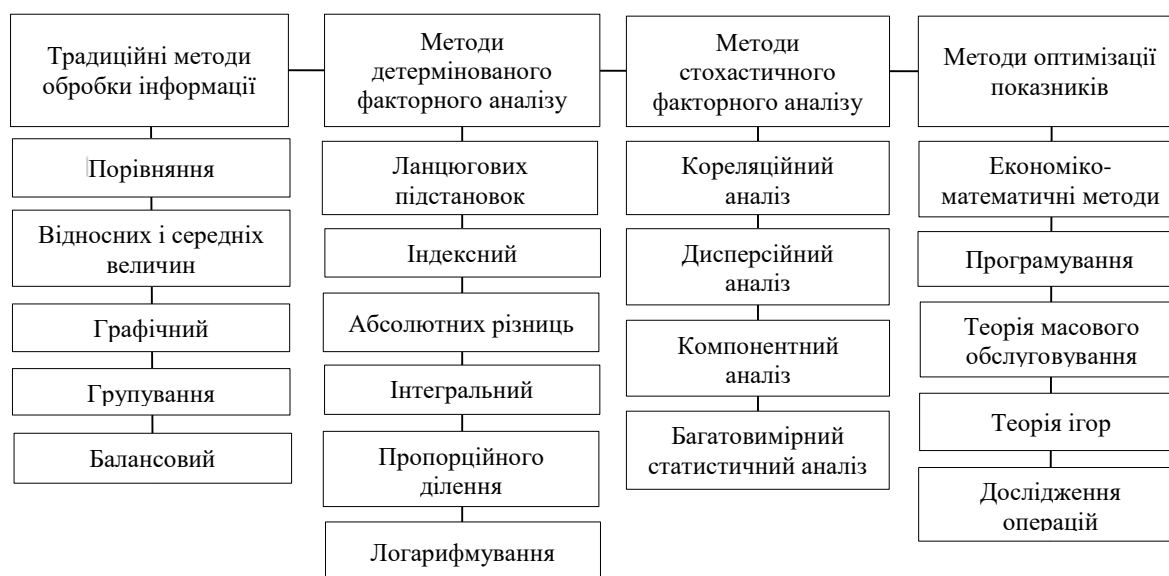 Традиційні методи
обробки інформації
Порівняння
Відносних і середніх
величин
Графічний
Групування
Балансовий
Методи
детермінованого
факторного аналізу
Ланцюгових
підстановок
Індексний
Абсолютних різниць
Інтегральний
Пропорційного
ділення
Логарифмування
Методи
стохастичного
факторного аналізу
Кореляційний
аналіз
Дисперсійний
аналіз
Компонентний
аналіз
Багатовимірний
статистичний аналіз
Методи оптимізації
показників
Економіко-
математичні методи
Програмування
Теорія масового
обслуговування
Теорія ігор
Дослідження
операцій